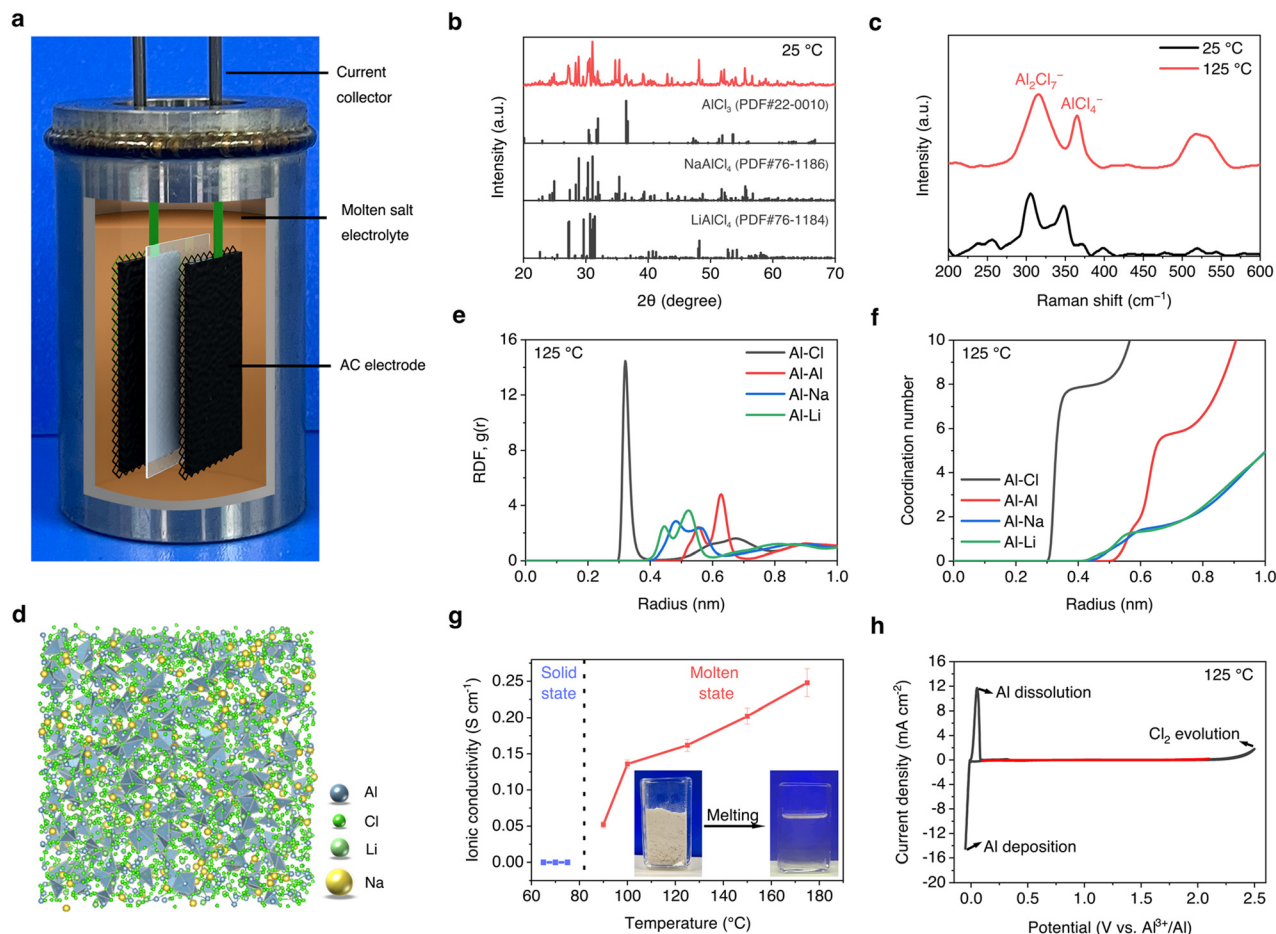 a
Current
collector
Molten salt
electrolyte
AC electrode
b
25 °C
AlCl₃ (PDF#22-0010)
NaAlCl₄ (PDF#76-1186)
LiAlCl₄ (PDF#76-1184)
Intensity (a.u.)
20 30 40 50 60 70
2θ (degree)
c
25 °C
125 °C
Al₂Cl₇⁻
AlCl₄⁻
Intensity (a.u.)
200 250 300 350 400 450 500 550 600
Raman shift (cm⁻¹)
e
125 °C
Al-Cl
Al-Al
Al-Na
Al-Li
RDF, g(r)
16
12
8
4
0
0.0 0.2 0.4 0.6 0.8 1.0
Radius (nm)
f
125 °C
Al-Cl
Al-Al
Al-Na
Al-Li
Coordination number
10
8
6
4
2
0
0.0 0.2 0.4 0.6 0.8 1.0
Radius (nm)
d
Al
Cl
Li
Na
g
Solid
state
Molten
state
Melting
Ionic conductivity (S cm⁻¹)
0.25
0.20
0.15
0.10
0.05
0.00
60 80 100 120 140 160 180
Temperature (°C)
h
125 °C
Al dissolution
Cl₂ evolution
Al deposition
Current density (mA cm⁻²)
16
12
8
4
0
-4
-8
-12
-16
-20
0.0 0.5 1.0 1.5 2.0 2.5
Potential (V vs. Al³⁺/Al)